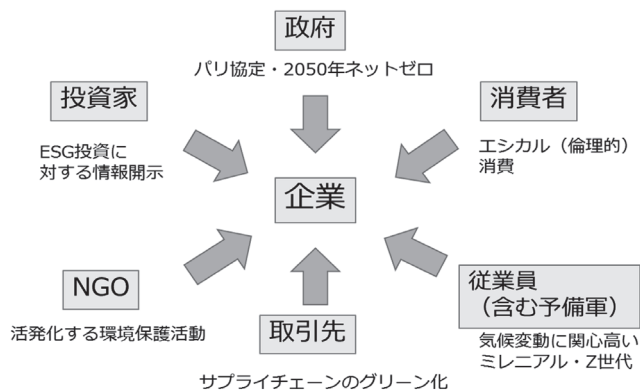 政府
パリ協定・2050年ネットゼロ
投資家
ESG投資に
対する情報開示
消費者
エシカル（倫理的）
消費
企業
NGO
活発化する環境保護活動
取引先
サプライチェーンのグリーン化
従業員
（含む予備軍）
気候変動に関心高い
ミレニアル・Z世代